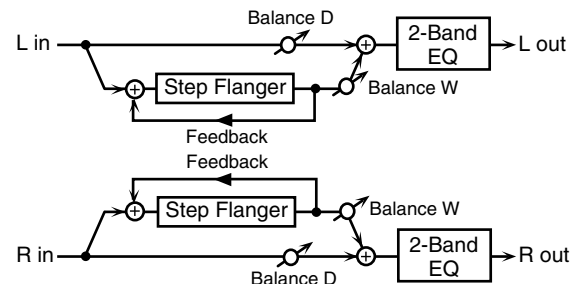 Balance D
L in
2-Band
EQ
L out
Step Flanger
Balance W
Feedback
Feedback
Step Flanger
Balance W
R in
2-Band
EQ
R out
Balance D